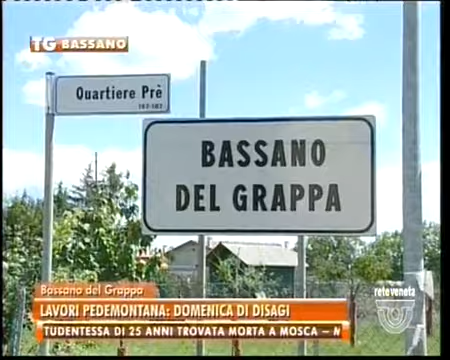 TG BASSANO
Quartiere Prè
BASSANO
DEL GRAPPA
reteveneta
Bassano del Grappa
LAVORI PEDEMONTANA: DOMENICA DI DISAGI
TUDENTESSA DI 25 ANNI TROVATA MORTA A MOSCA –